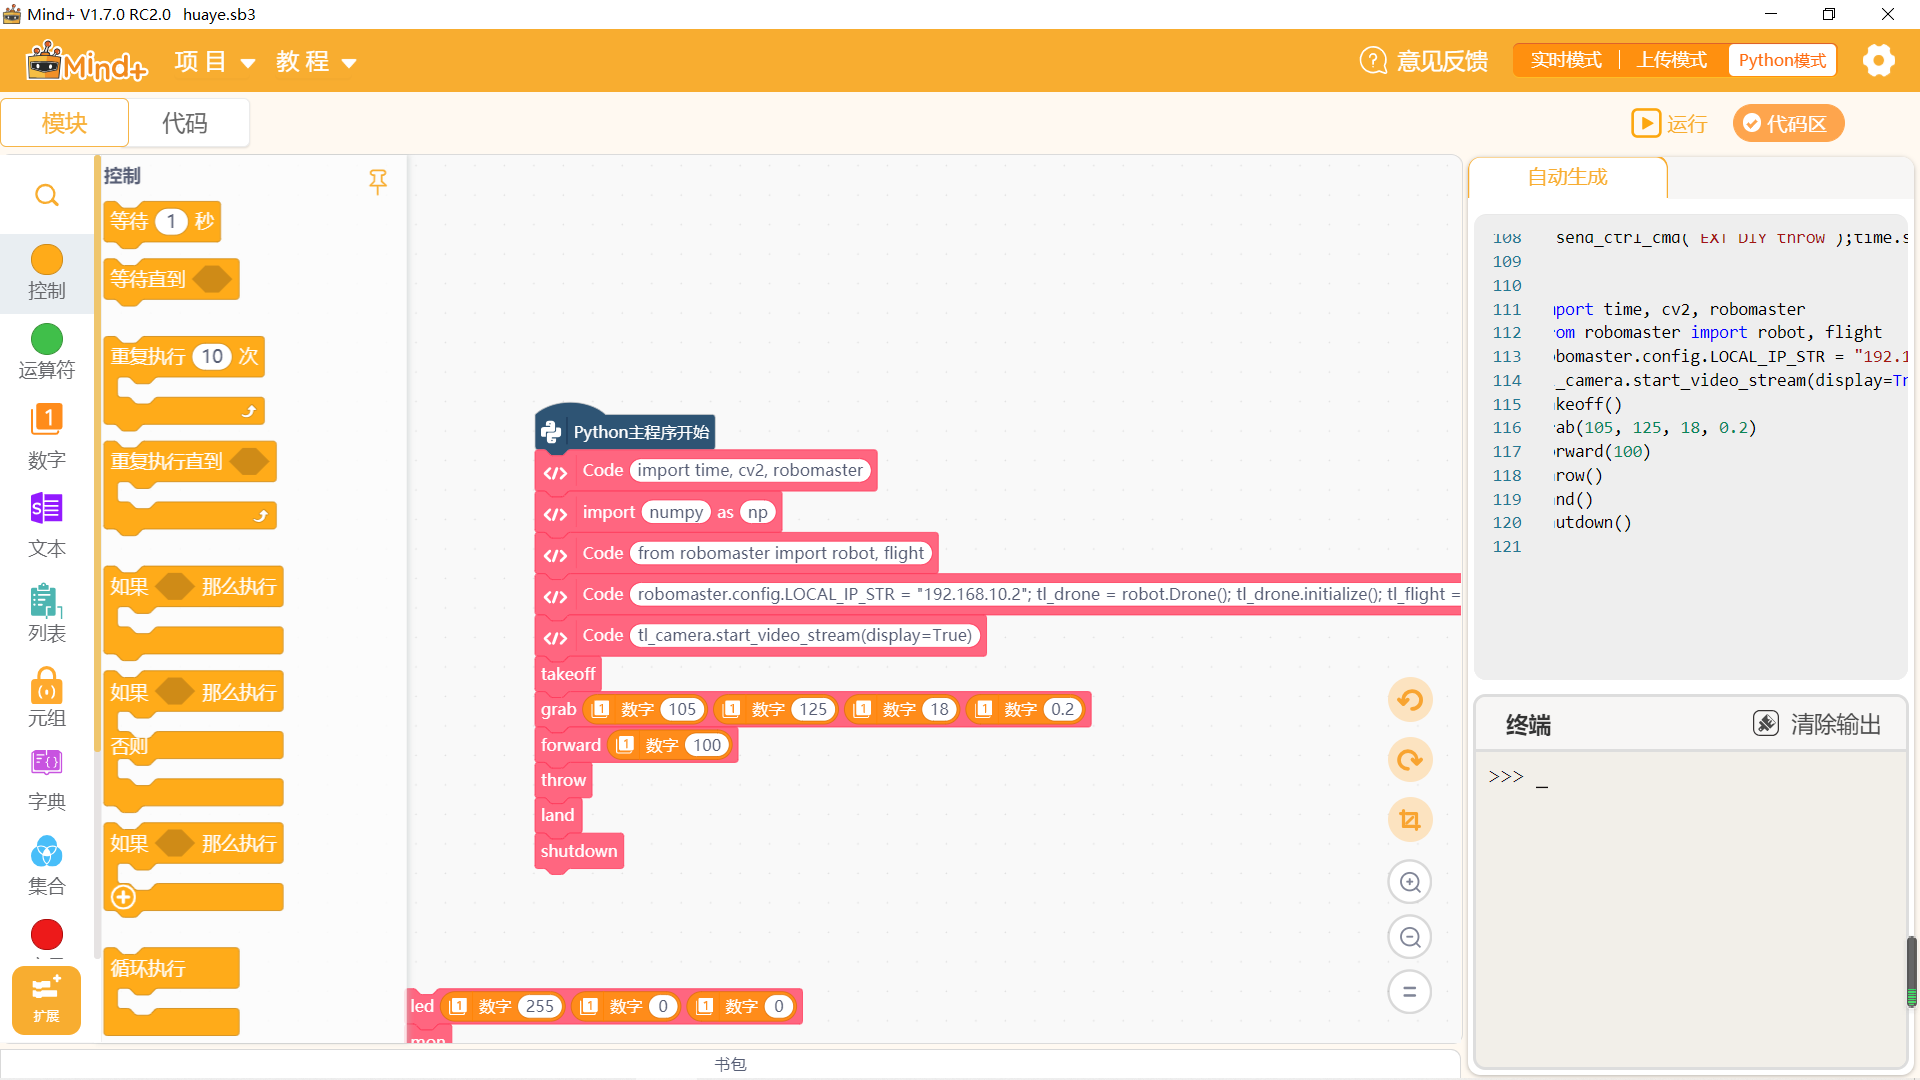 Mind+ V1.7.0 RC2.0 huaye.sb3
Mind+ 项目 教程 意见反馈 实时模式 上传模式 Python模式
模块 代码 运行 代码区
控制
运算符
数字
文本
列表
元组
字典
集合
扩展
控制
等待 1 秒
等待直到
重复执行 10 次
重复执行直到
如果 那么执行
如果 那么执行
否则
如果 那么执行
循环执行
Python主程序开始
Code import time, cv2, robomaster
import numpy as np
Code from robomaster import robot, flight
Code robomaster.config.LOCAL_IP_STR = "192.168.10.2"; tl_drone = robot.Drone(); tl_drone.initialize(); tl_flight =
Code tl_camera.start_video_stream(display=True)
takeoff
grab 数字 105 数字 125 数字 18 数字 0.2
forward 数字 100
throw
land
shutdown
led 数字 255 数字 0 数字 0
mon
书包
自动生成
108 send_ctrl_cmd("EXT DIY throw");time.s
109
110
111 port time, cv2, robomaster
112 om robomaster import robot, flight
113 obomaster.config.LOCAL_IP_STR = "192.1
114 _camera.start_video_stream(display=Tr
115 keoff()
116 ab(105, 125, 18, 0.2)
117 rward(100)
118 row()
119 nd()
120 utdown()
121
终端 清除输出
>>> _